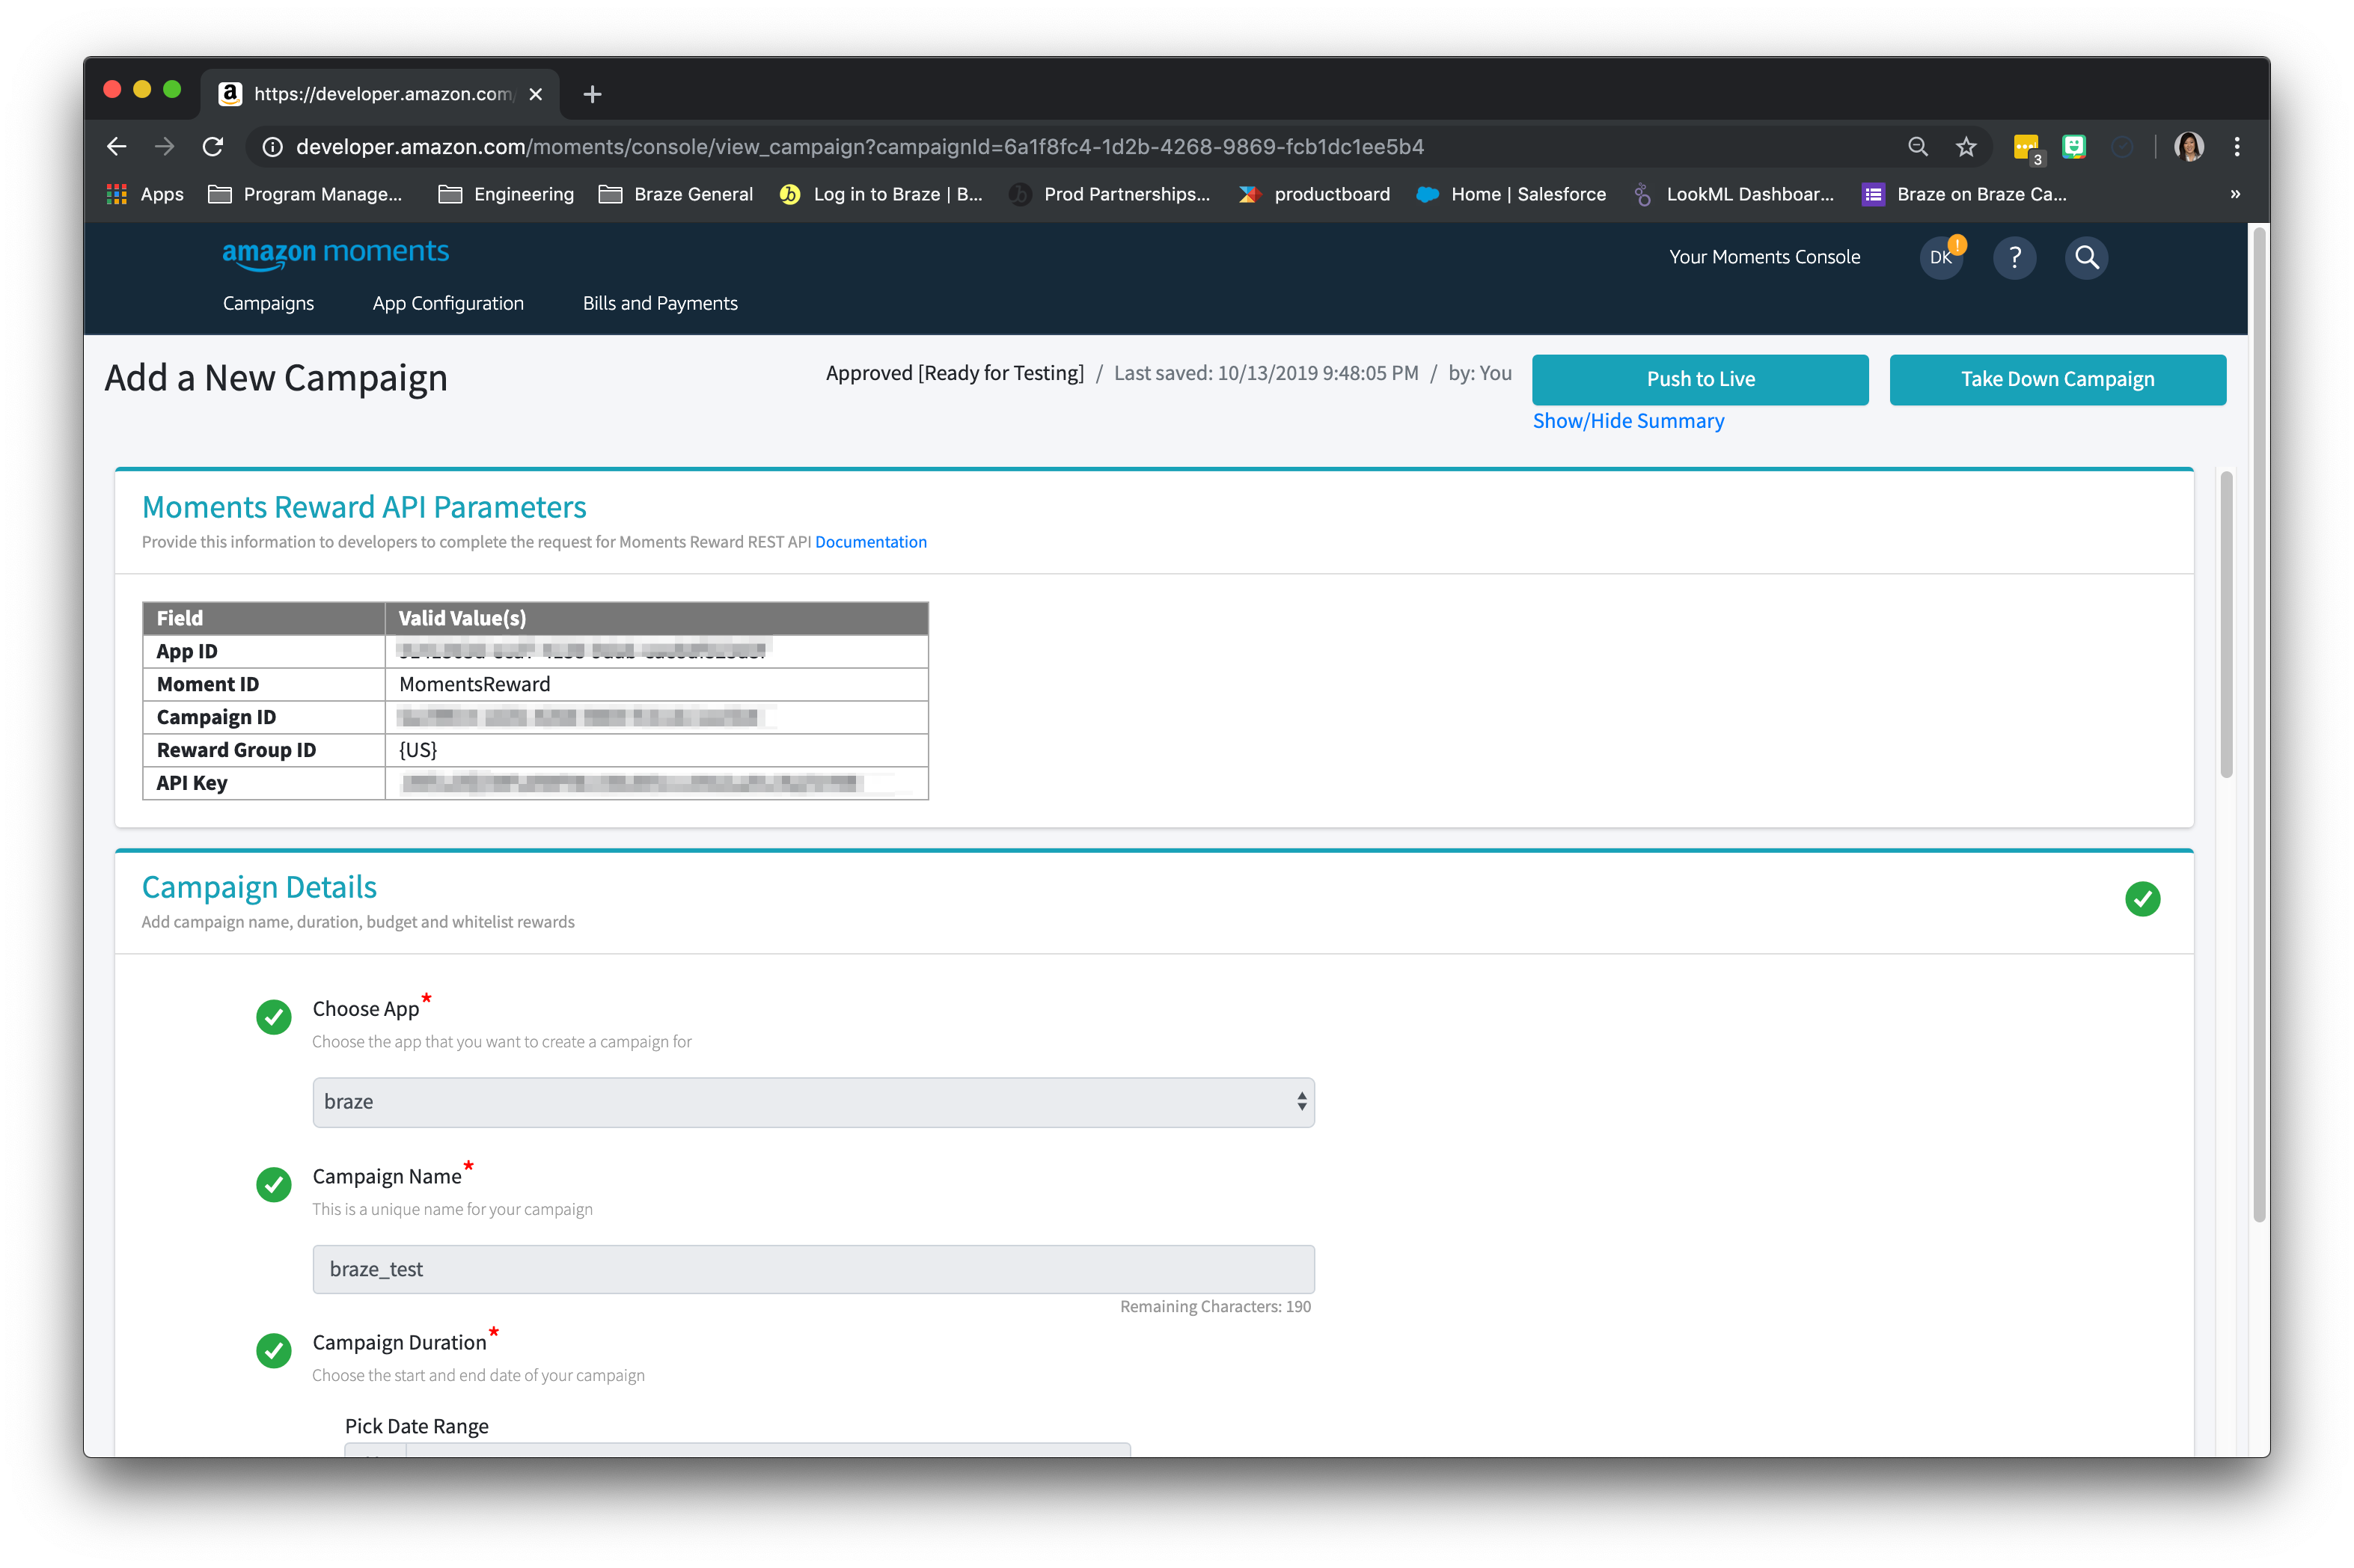 https://developer.amazon.com/
developer.amazon.com/moments/console/view_campaign?campaignId=6a1f8fc4-1d2b-4268-9869-fcb1dc1ee5b4
3
Apps Program Manage... Engineering Braze General Log in to Braze | B... Prod Partnerships... productboard Home | Salesforce LookML Dashboar... Braze on Braze Ca... »
amazon moments
Your Moments Console DK ! ?
Campaigns App Configuration Bills and Payments
Add a New Campaign
Approved [Ready for Testing] / Last saved: 10/13/2019 9:48:05 PM / by: You
Push to Live Take Down Campaign
Show/Hide Summary
Moments Reward API Parameters
Provide this information to developers to complete the request for Moments Reward REST API Documentation
Field Valid Value(s)
App ID
Moment ID MomentsReward
Campaign ID
Reward Group ID {US}
API Key
Campaign Details
Add campaign name, duration, budget and whitelist rewards
Choose App*
Choose the app that you want to create a campaign for
braze
Campaign Name*
This is a unique name for your campaign
braze_test
Remaining Characters: 190
Campaign Duration*
Choose the start and end date of your campaign
Pick Date Range